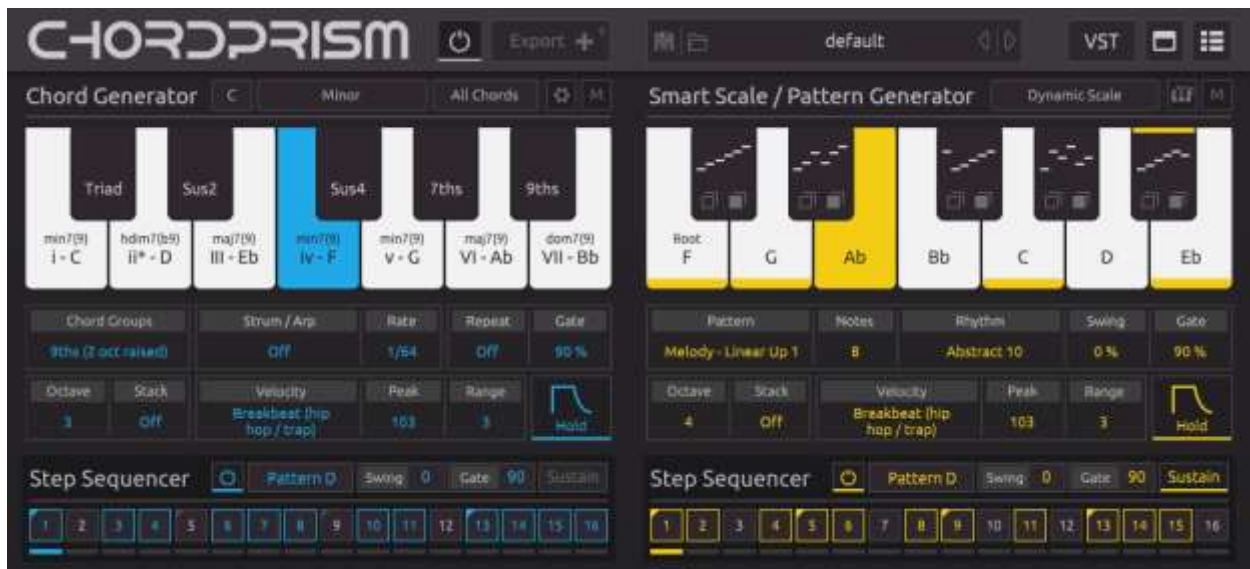 CHORDPRISM Export + default VST
Chord Generator C Minor All Chords M
Smart Scale / Pattern Generator Dynamic Scale M
Triad Sus2 Sus4 7ths 9ths
min7(9) hdim7(b9) maj7(9) min7(9) min7(9) maj7(9) dom7(9)
i - C ii* - D III - Eb iv - F v - G VI - Ab VII - Bb
Root
F G Ab Bb C D Eb
Chord Groups Strum / Arp Rate Repeat Gate
9ths (2 oct raised) Off 1/64 Off 90 %
Pattern Notes Rhythm Swing Gate
Melody - Linear Up 1 8 Abstract 10 0 % 90 %
Octave Stack Velocity Peak Range
3 Off Breakbeat (hip hop / trap) 103 3 Hold
Octave Stack Velocity Peak Range
4 Off Breakbeat (hip hop / trap) 103 3 Hold
Step Sequencer Pattern D Swing 0 Gate 90 Sustain
1 2 3 4 5 6 7 8 9 10 11 12 13 14 15 16
Step Sequencer Pattern D Swing 0 Gate 90 Sustain
1 2 3 4 5 6 7 8 9 10 11 12 13 14 15 16